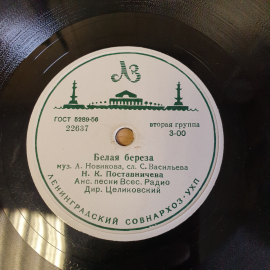 ЛЗ
ГОСТ 5289-56
22637
вторая группа
3-00
Белая береза
муз. А. Новикова, сл. С. Васильева
Н. К. Поставничева
Анс. песни Всес. Радио
Дир. Целиковский
ЛЕНИНГРАДСКИЙ СОВНАРХОЗ·УХП